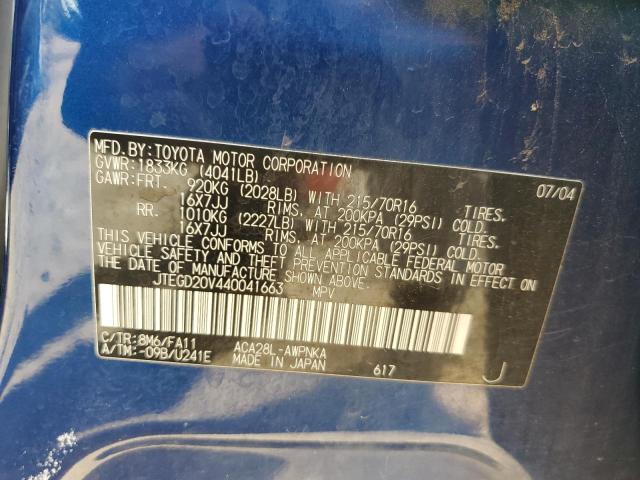 MFD.BY:TOYOTA MOTOR CORPORATION 07/04
GVWR:1833KG (4041LB)
GAWR:FRT. 920KG (2028LB) WITH 215/70R16 TIRES.
16X7JJ RIMS, AT 200KPA (29PSI) COLD.
RR. 1010KG (2227LB) WITH 215/70R16 TIRES.
16X7JJ RIMS, AT 200KPA (29PSI) COLD.
THIS VEHICLE CONFORMS TO ALL APPLICABLE FEDERAL MOTOR
VEHICLE SAFETY AND THEFT PREVENTION STANDARDS IN EFFECT
ON THE DATE OF MANUFACTURE SHOWN ABOVE.
JTEGD20V440041663 MPV
C/TR:8M6/FA11 ACA28L-AWPNKA
A/TM:-09B/U241E MADE IN JAPAN 617 J